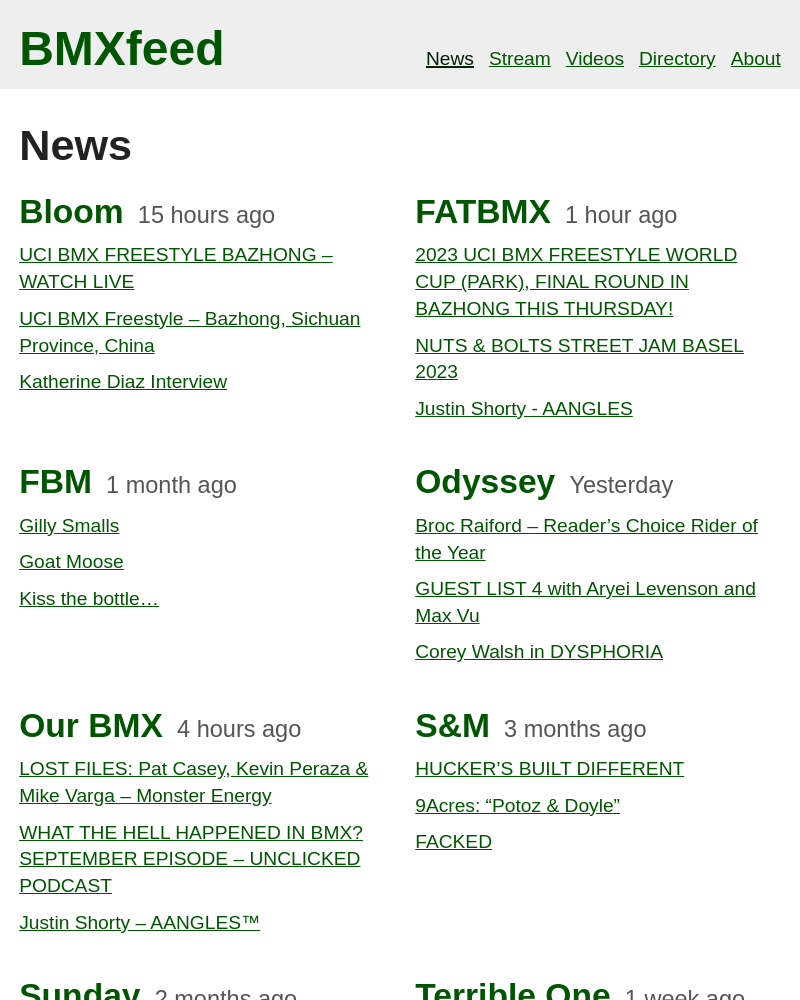 BMXfeed
News Stream Videos Directory About
News
Bloom 15 hours ago
UCI BMX FREESTYLE BAZHONG –
WATCH LIVE
UCI BMX Freestyle – Bazhong, Sichuan
Province, China
Katherine Diaz Interview
FATBMX 1 hour ago
2023 UCI BMX FREESTYLE WORLD
CUP (PARK), FINAL ROUND IN
BAZHONG THIS THURSDAY!
NUTS & BOLTS STREET JAM BASEL
2023
Justin Shorty - AANGLES
FBM 1 month ago
Gilly Smalls
Goat Moose
Kiss the bottle…
Odyssey Yesterday
Broc Raiford – Reader’s Choice Rider of
the Year
GUEST LIST 4 with Aryei Levenson and
Max Vu
Corey Walsh in DYSPHORIA
Our BMX 4 hours ago
LOST FILES: Pat Casey, Kevin Peraza &
Mike Varga – Monster Energy
WHAT THE HELL HAPPENED IN BMX?
SEPTEMBER EPISODE – UNCLICKED
PODCAST
Justin Shorty – AANGLES™
S&M 3 months ago
HUCKER’S BUILT DIFFERENT
9Acres: “Potoz & Doyle”
FACKED
Sunday 2 months ago
Terrible One 1 week ago